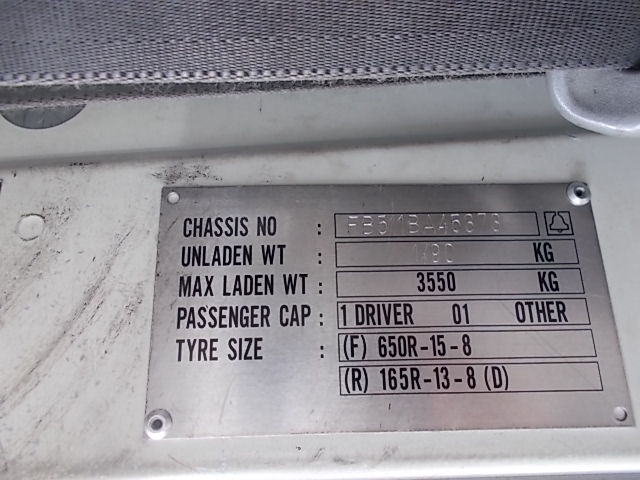 CHASSIS NO :
UNLADEN WT : KG
MAX LADEN WT : 3550 KG
PASSENGER CAP : 1 DRIVER 01 OTHER
TYRE SIZE : (F) 650R-15-8
(R) 165R-13-8 (D)